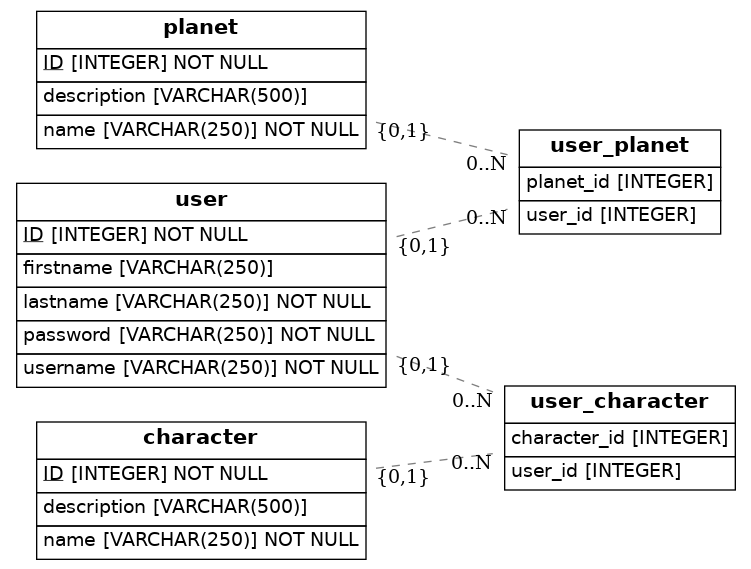 planet
ID [INTEGER] NOT NULL
description [VARCHAR(500)]
name [VARCHAR(250)] NOT NULL
{0,1}
0..N
user_planet
planet_id [INTEGER]
user_id [INTEGER]
0..N
{0,1}
user
ID [INTEGER] NOT NULL
firstname [VARCHAR(250)]
lastname [VARCHAR(250)] NOT NULL
password [VARCHAR(250)] NOT NULL
username [VARCHAR(250)] NOT NULL
{0,1}
0..N
user_character
character_id [INTEGER]
user_id [INTEGER]
0..N
{0,1}
character
ID [INTEGER] NOT NULL
description [VARCHAR(500)]
name [VARCHAR(250)] NOT NULL